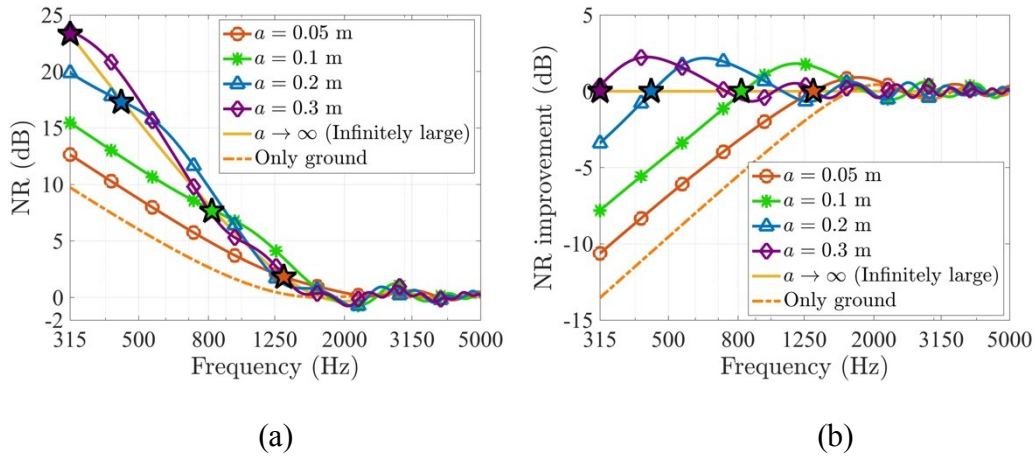 25
20
15
10
5
0
-2
NR (dB)
a = 0.05 m
a = 0.1 m
a = 0.2 m
a = 0.3 m
a → ∞ (Infinitely large)
Only ground
315 500 800 1250 2000 3150 5000
Frequency (Hz)
(a)
10
5
0
-5
-10
-15
NR improvement (dB)
a = 0.05 m
a = 0.1 m
a = 0.2 m
a = 0.3 m
a → ∞ (Infinitely large)
Only ground
315 500 800 1250 2000 3150 5000
Frequency (Hz)
(b)